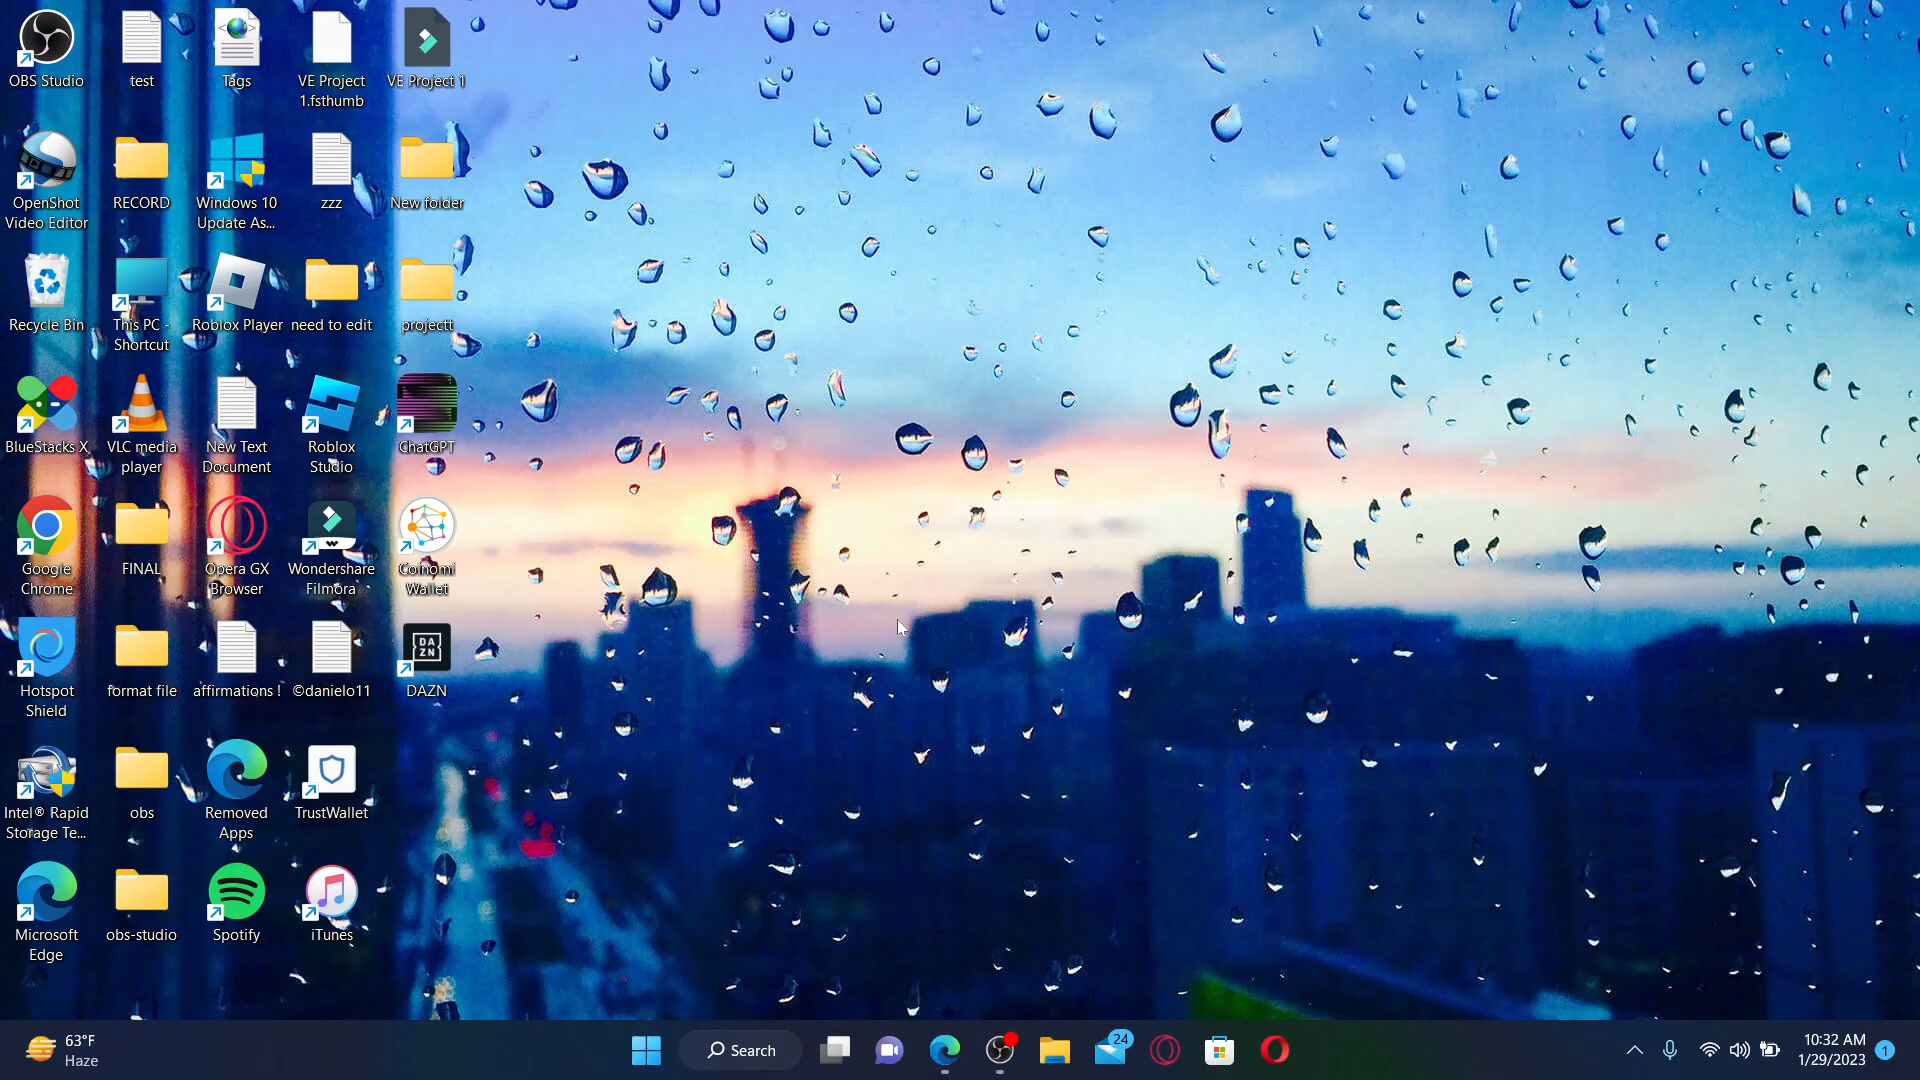 OBS Studio
test
Tags
VE Project
1.fsthumb
VE Project 1
OpenShot
Video Editor
RECORD
Windows 10
Update As...
zzz
New folder
Recycle Bin
This PC -
Shortcut
Roblox Player
need to edit
projectt
BlueStacks X
VLC media
player
New Text
Document
Roblox
Studio
ChatGPT
Google
Chrome
FINAL
Opera GX
Browser
Wondershare
Filmora
Coinomi
Wallet
Hotspot
Shield
format file
affirmations !
©danielo11
DA
ZN
DAZN
Intel® Rapid
Storage Te...
obs
Removed
Apps
TrustWallet
Microsoft
Edge
obs-studio
Spotify
iTunes
63°F
Haze
Search
24
10:32 AM
1/29/2023
1